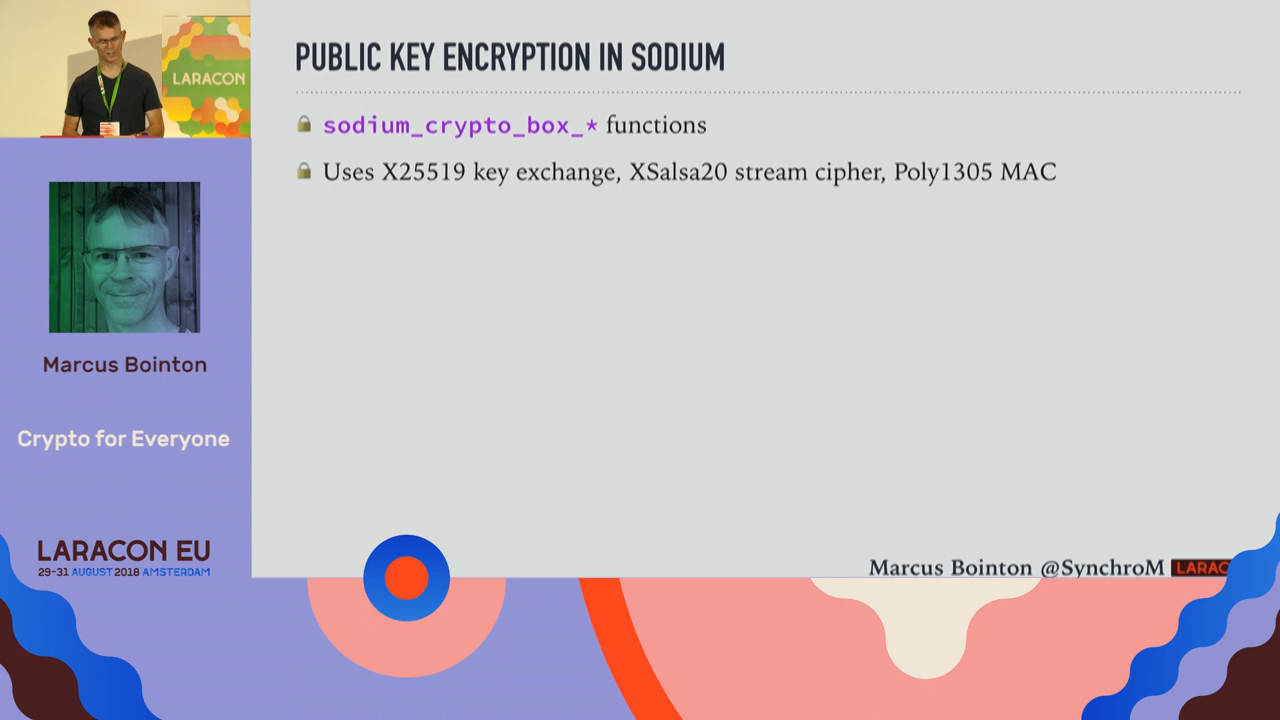 LARACON
PUBLIC KEY ENCRYPTION IN SODIUM
sodium_crypto_box_* functions
Uses X25519 key exchange, XSalsa20 stream cipher, Poly1305 MAC
Marcus Bointon
Crypto for Everyone
LARACON EU
29-31 AUGUST 2018 AMSTERDAM
Marcus Bointon @SynchroM LARAC